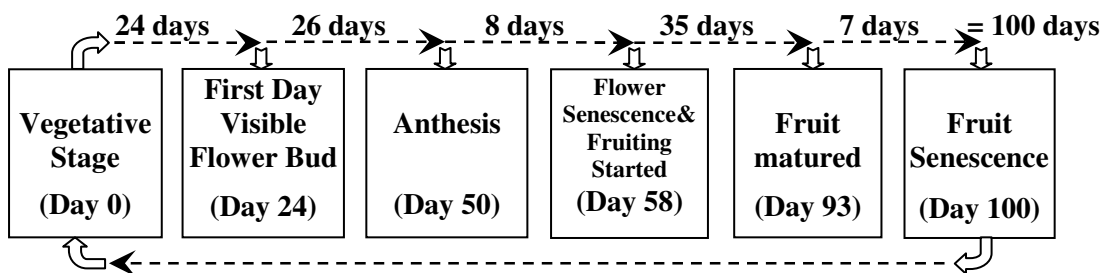 24 days 26 days 8 days 35 days 7 days = 100 days
Vegetative
Stage
(Day 0)
First Day
Visible
Flower Bud
(Day 24)
Anthesis
(Day 50)
Flower
Senescence&
Fruiting
Started
(Day 58)
Fruit
matured
(Day 93)
Fruit
Senescence
(Day 100)